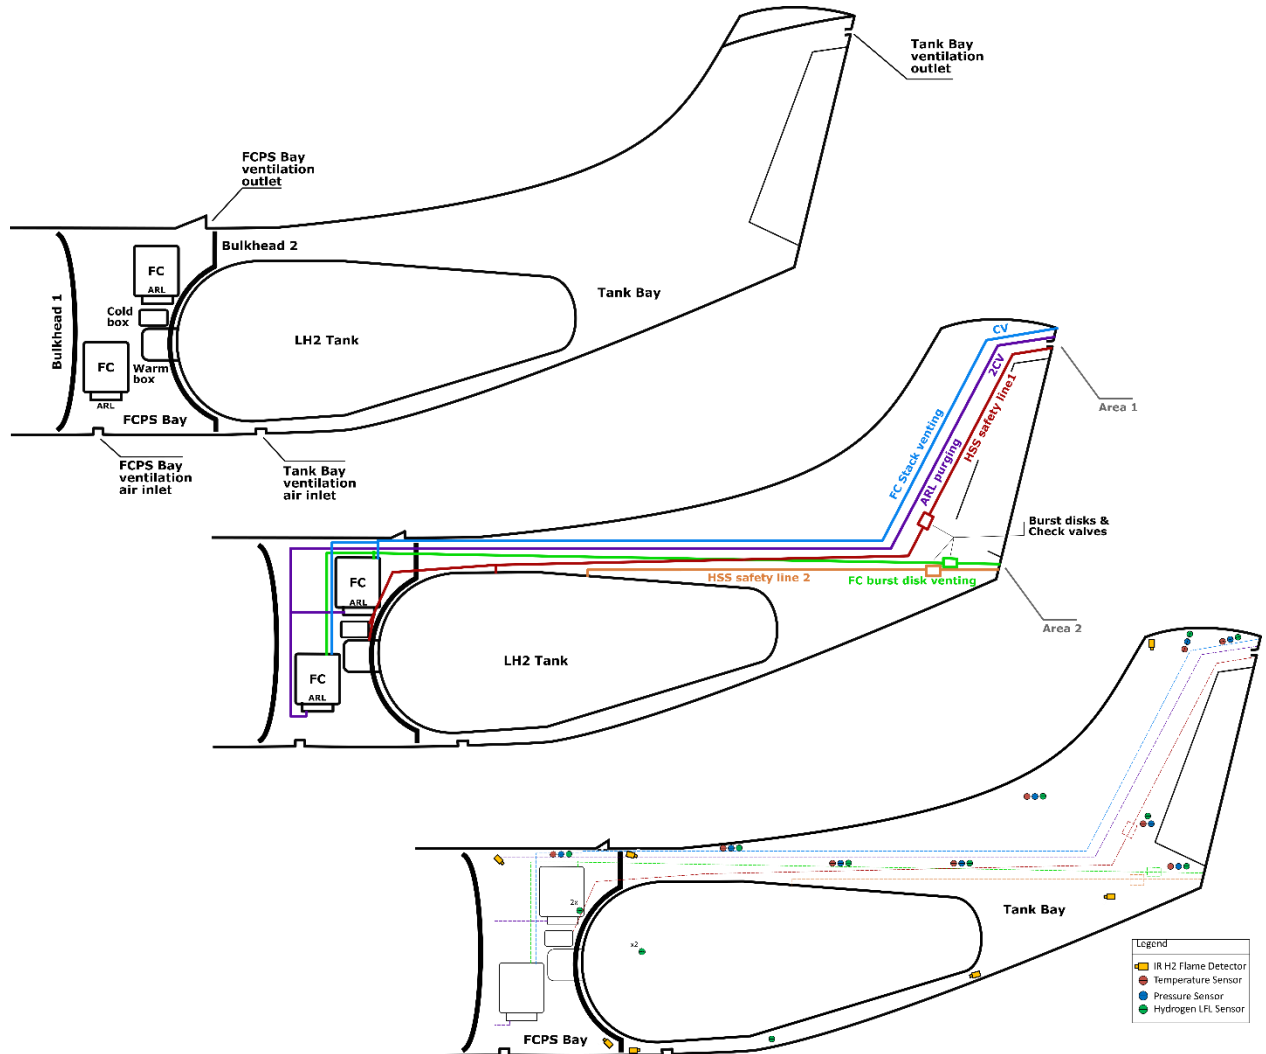 Tank Bay
ventilation
outlet
FCPS Bay
ventilation
outlet
Bulkhead 2
FC
ARL
Bulkhead 1
Cold
box
LH2 Tank
Tank Bay
FC
ARL
Warm
box
FCPS Bay
FCPS Bay
ventilation
air inlet
Tank Bay
ventilation
air inlet
CV
2CV
HSS safety line1
FC Stack venting
ARL purging
Area 1
Burst disks &
Check valves
FC
ARL
HSS safety line 2
FC burst disk venting
Area 2
LH2 Tank
FC
ARL
2x
x2
Tank Bay
FCPS Bay
Legend
IR H2 Flame Detector
Temperature Sensor
Pressure Sensor
Hydrogen LFL Sensor